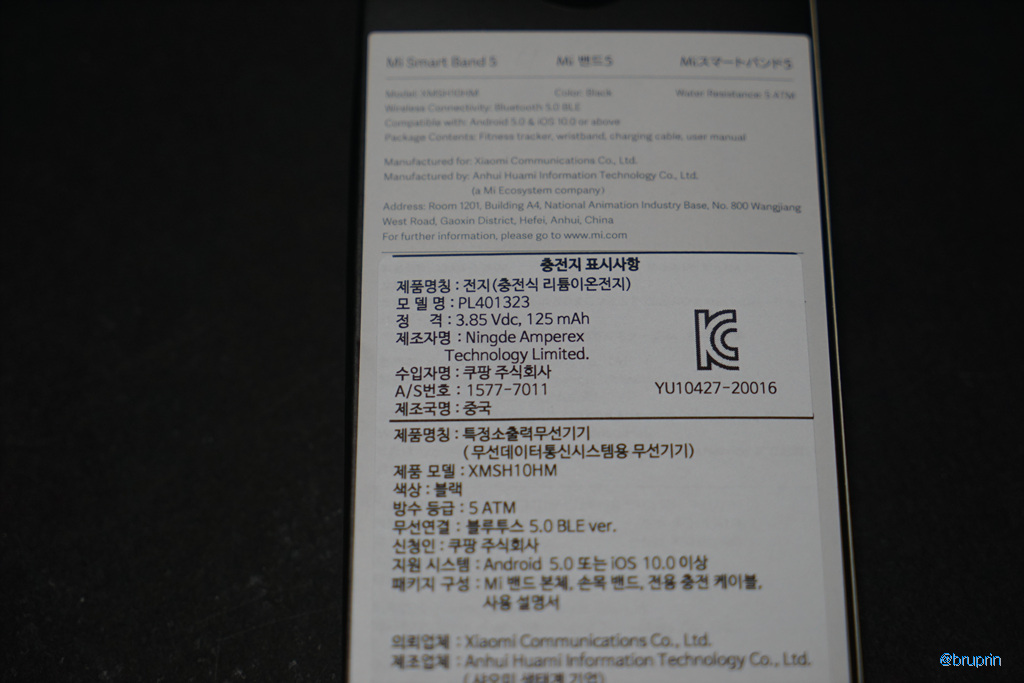 Mi Smart Band 5 Mi 밴드5 Miスマートバンド5
Model: XMSH10HM Color: Black Water Resistance: 5 ATM
Wireless Connectivity: Bluetooth 5.0 BLE
Compatible with: Android 5.0 & iOS 10.0 or above
Package Contents: Fitness tracker, wristband, charging cable, user manual
Manufactured for: Xiaomi Communications Co., Ltd.
Manufactured by: Anhui Huami Information Technology Co., Ltd.
(a Mi Ecosystem company)
Address: Room 1201, Building A4, National Animation Industry Base, No. 800 Wangjiang
West Road, Gaoxin District, Hefei, Anhui, China
For further information, please go to www.mi.com
충전지 표시사항
제품명칭 : 전지(충전식 리튬이온전지)
모 델 명 : PL401323
정 격 : 3.85 Vdc, 125 mAh
제조자명 : Ningde Amperex
Technology Limited.
수입자명 : 쿠팡 주식회사
A/S번호 : 1577-7011
제조국명 : 중국
YU10427-20016
제품명칭 : 특정소출력무선기기
(무선데이터통신시스템용 무선기기)
제품 모델 : XMSH10HM
색상 : 블랙
방수 등급 : 5 ATM
무선연결 : 블루투스 5.0 BLE ver.
신청인 : 쿠팡 주식회사
지원 시스템 : Android 5.0 또는 iOS 10.0 이상
패키지 구성 : Mi 밴드 본체, 손목 밴드, 전용 충전 케이블,
사용 설명서
의뢰업체 : Xiaomi Communications Co., Ltd.
제조업체 : Anhui Huami Information Technology Co., Ltd.
(샤오미 생태계 기업)
@bruprin